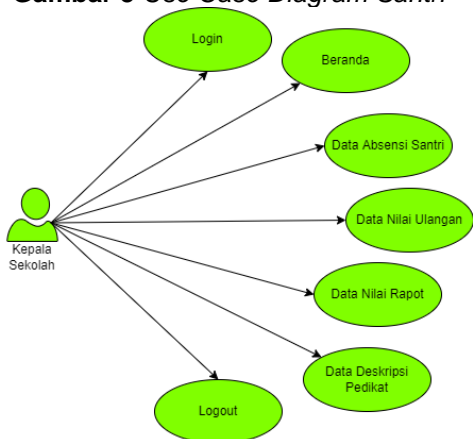 Gambar 3 Use Case Diagram Santri
Login
Beranda
Data Absensi Santri
Kepala
Sekolah
Data Nilai Ulangan
Data Nilai Rapot
Data Deskripsi
Pedikat
Logout